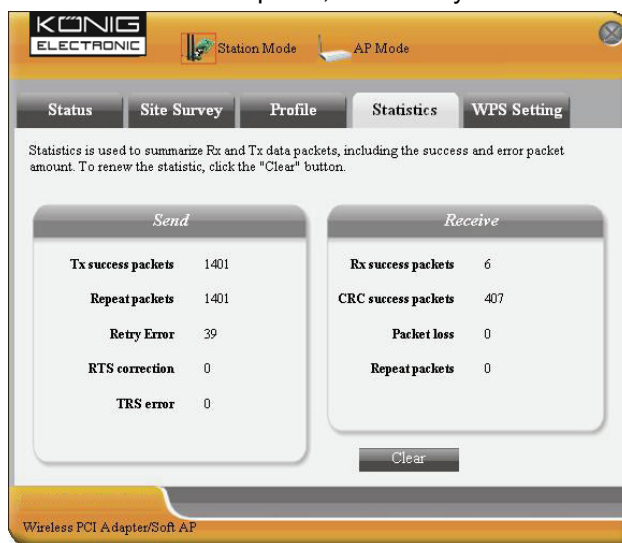 KÖNIG
ELECTRONIC
Station Mode
AP Mode
Status
Site Survey
Profile
Statistics
WPS Setting
Statistics is used to summarize Rx and Tx data packets, including the success and error packet
amount. To renew the statistic, click the "Clear" button.
Send
Tx success packets 1401
Repeat packets 1401
Retry Error 39
RTS correction 0
TRS error 0
Receive
Rx success packets 6
CRC success packets 407
Packet loss 0
Repeat packets 0
Clear
Wireless PCI Adapter/Soft AP